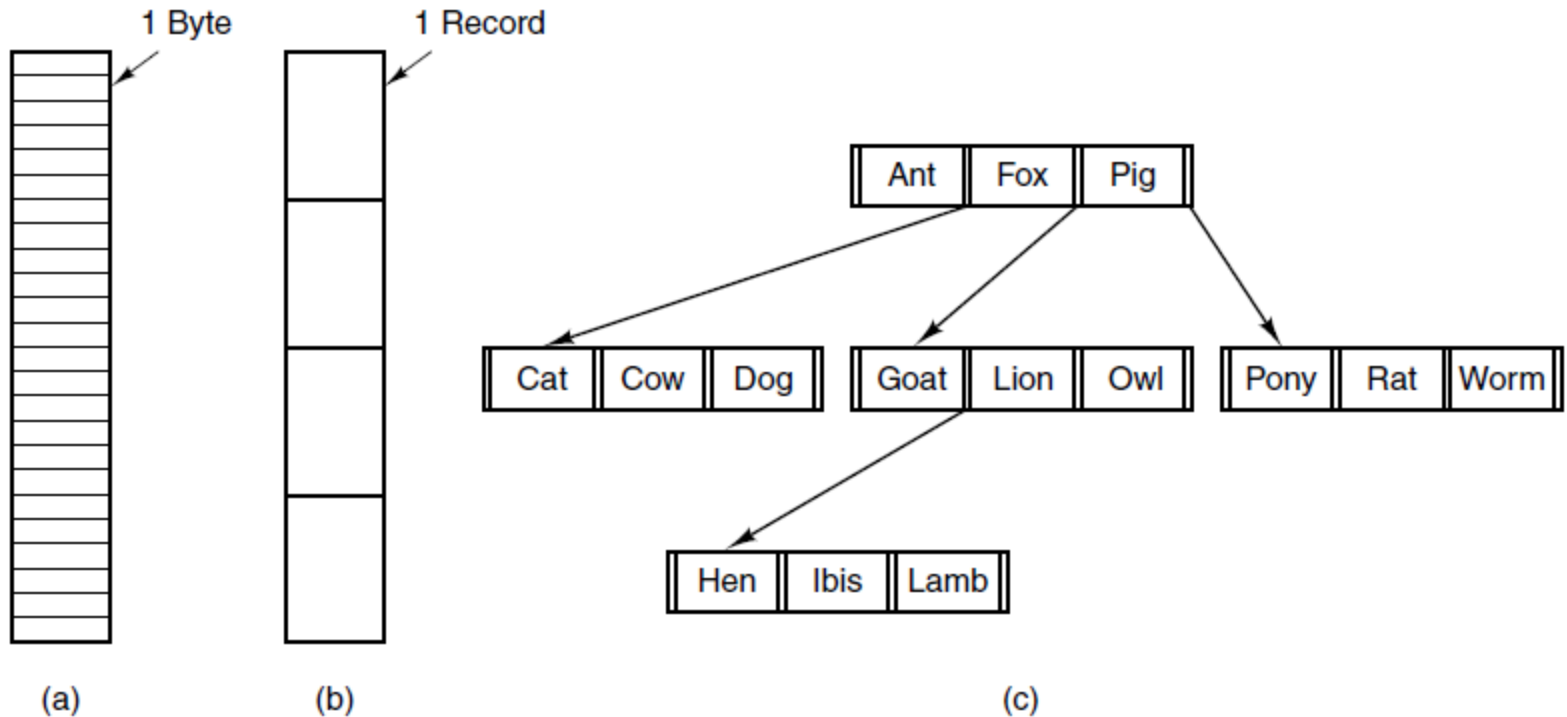 1 Byte
1 Record
Ant Fox Pig
Cat Cow Dog
Goat Lion Owl
Pony Rat Worm
Hen Ibis Lamb
(a)
(b)
(c)